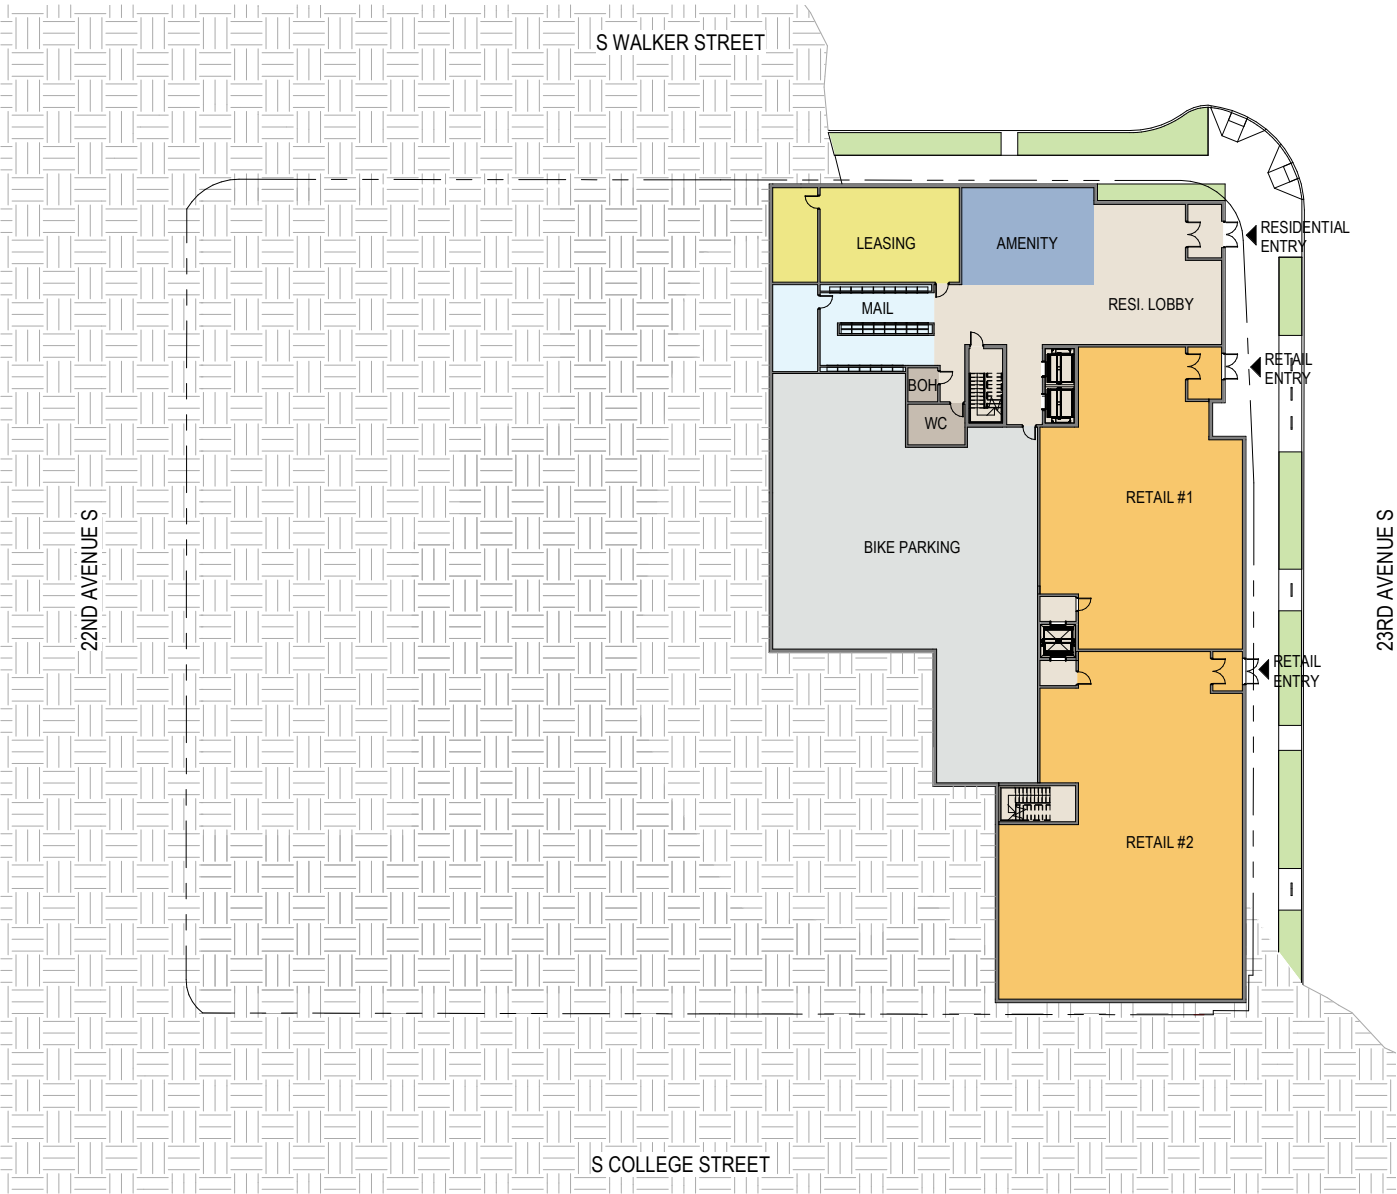 S WALKER STREET
RESIDENTIAL
ENTRY
LEASING
AMENITY
MAIL
RESI. LOBBY
RETAIL
ENTRY
BOH
WC
RETAIL #1
BIKE PARKING
22ND AVENUE S
23RD AVENUE S
RETAIL
ENTRY
RETAIL #2
S COLLEGE STREET